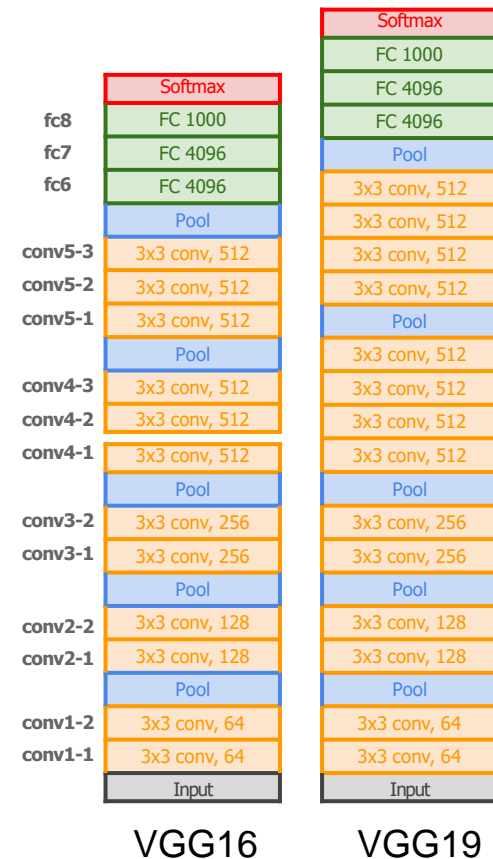 Softmax
fc8 FC 1000
fc7 FC 4096
fc6 FC 4096
Pool
conv5-3 3x3 conv, 512
conv5-2 3x3 conv, 512
conv5-1 3x3 conv, 512
Pool
conv4-3 3x3 conv, 512
conv4-2 3x3 conv, 512
conv4-1 3x3 conv, 512
Pool
conv3-2 3x3 conv, 256
conv3-1 3x3 conv, 256
Pool
conv2-2 3x3 conv, 128
conv2-1 3x3 conv, 128
Pool
conv1-2 3x3 conv, 64
conv1-1 3x3 conv, 64
Input
VGG16
Softmax
FC 1000
FC 4096
FC 4096
Pool
3x3 conv, 512
3x3 conv, 512
3x3 conv, 512
3x3 conv, 512
Pool
3x3 conv, 512
3x3 conv, 512
3x3 conv, 512
3x3 conv, 512
Pool
3x3 conv, 256
3x3 conv, 256
Pool
3x3 conv, 128
3x3 conv, 128
Pool
3x3 conv, 64
3x3 conv, 64
Input
VGG19